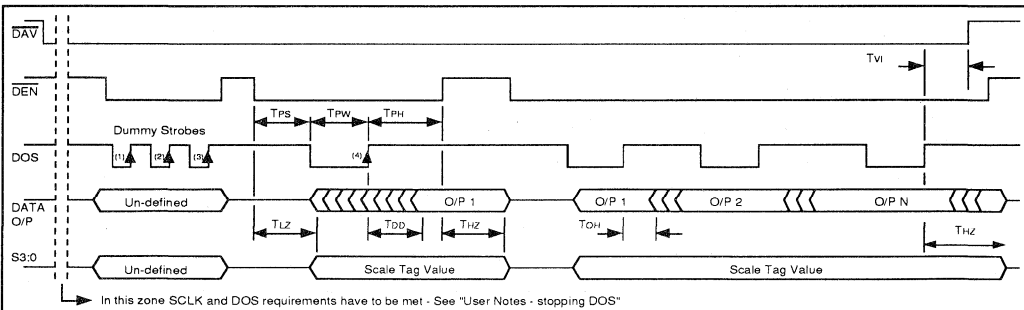 DAV
TVI
DEN
TPS TPW TPH
Dummy Strobes
DOS (1) (2) (3) (4)
DATA O/P
Un-defined O/P 1 O/P 1 O/P 2 O/P N
TLZ TDD THZ TOH THZ
S3:0
Un-defined Scale Tag Value Scale Tag Value
In this zone SCLK and DOS requirements have to be met - See "User Notes - stopping DOS"